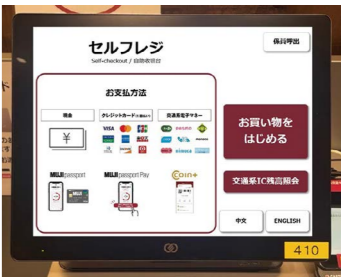 係員呼出
セルフレジ
Self-checkout / 自助收银台
お支払方法
現金
クレジットカード
交通系電子マネー
¥
VISA
MUJI passport
MUJI passport Pay
Coin+
お買い物を
はじめる
交通系IC残高照会
中文
ENGLISH
410